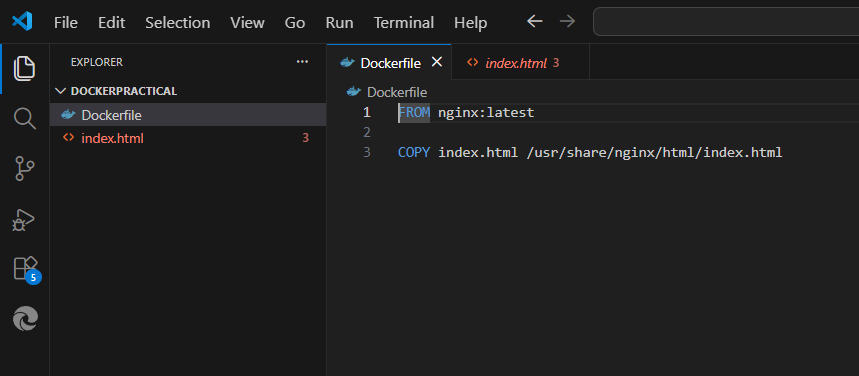 File Edit Selection View Go Run Terminal Help
EXPLORER
DOCKERPRACTICAL
Dockerfile
index.html 3
5
Dockerfile index.html 3
Dockerfile
1 FROM nginx:latest
2
3 COPY index.html /usr/share/nginx/html/index.html